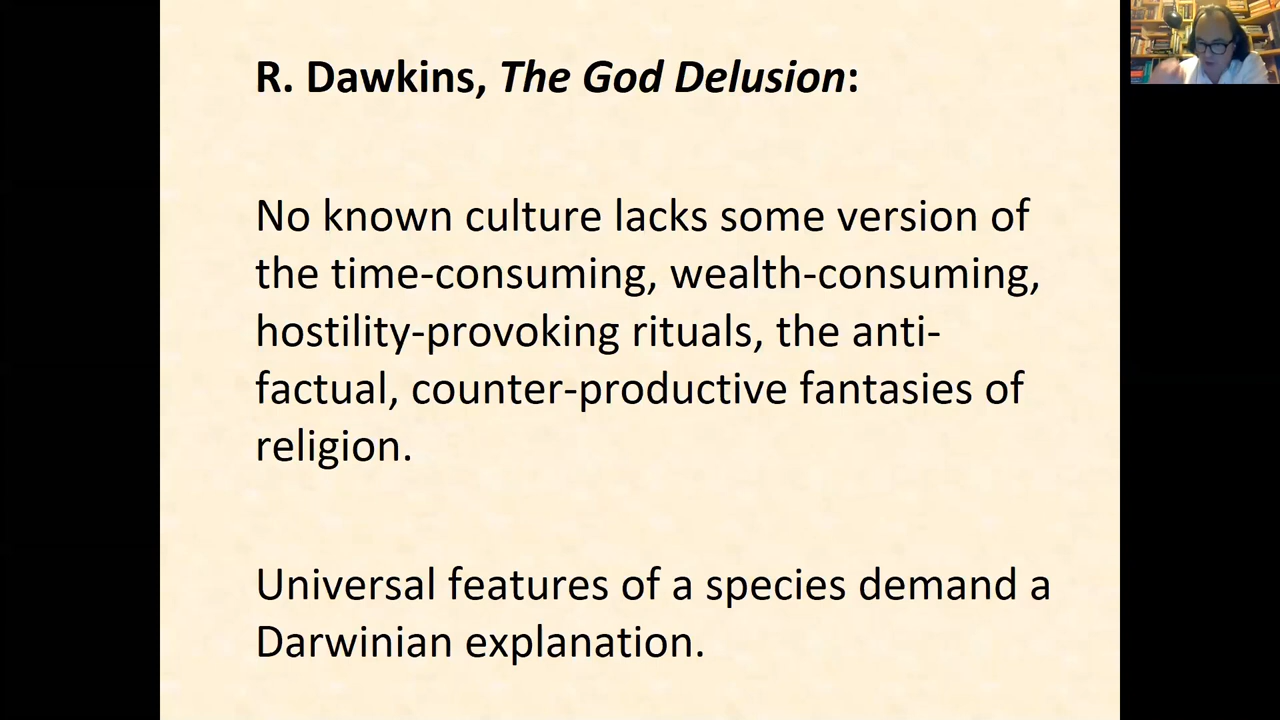 R. Dawkins, The God Delusion:
No known culture lacks some version of
the time-consuming, wealth-consuming,
hostility-provoking rituals, the anti-
factual, counter-productive fantasies of
religion.
Universal features of a species demand a
Darwinian explanation.